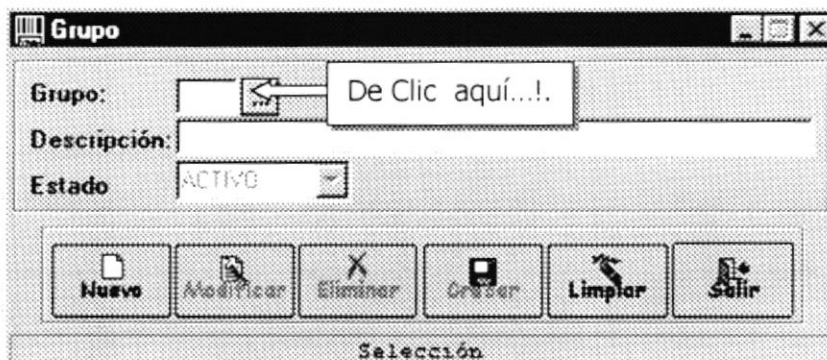 Grupo
Grupo: ... De Clic aquí...!.
Descripción:
Estado ACTIVO
Nuevo Modificar Eliminar Grabar Limpiar Salir
Selección